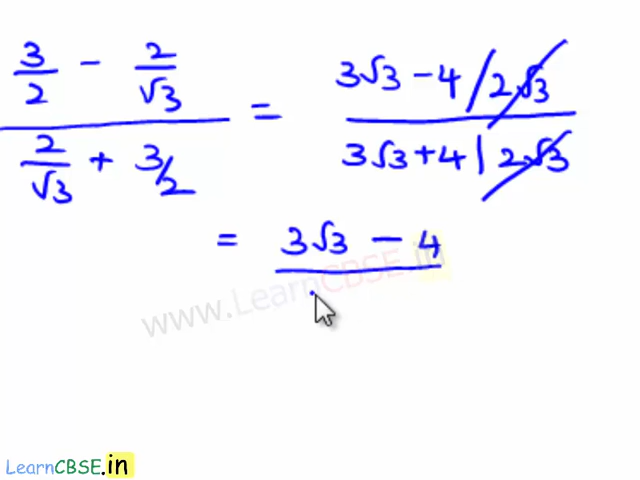 3/2 - 2/√3 = 3√3 - 4 / 2√3
2/√3 + 3/2 3√3 + 4 | 2√3
= 3√3 - 4
www.LearnCBSE.in
LearnCBSE.in